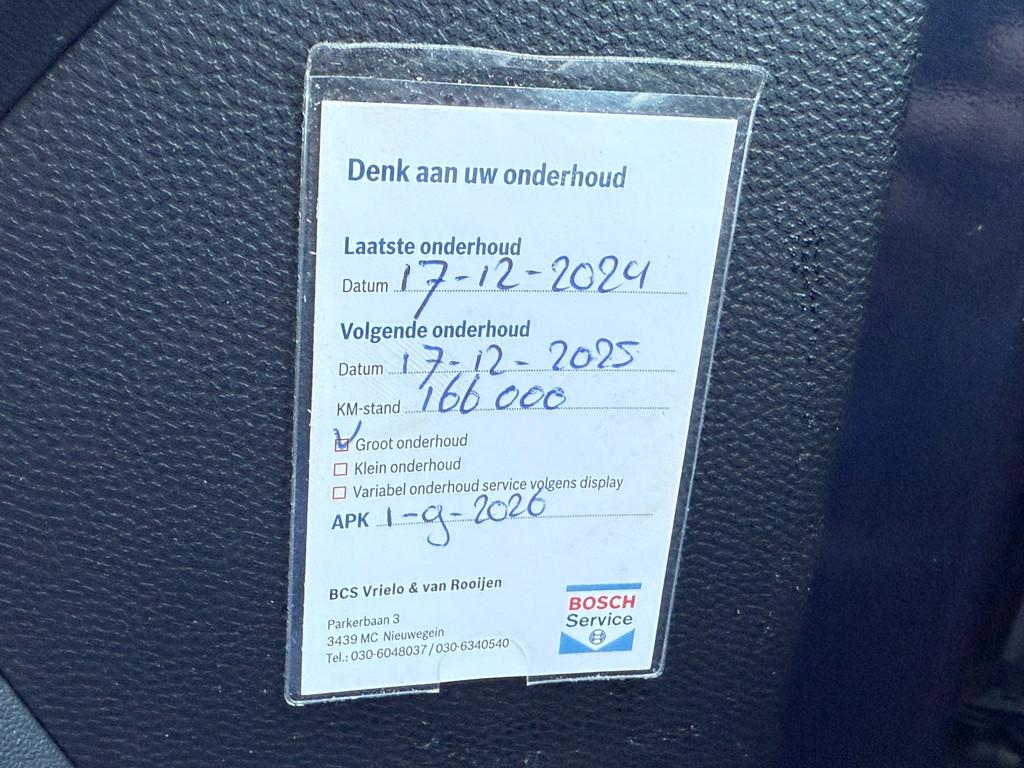 Denk aan uw onderhoud
Laatste onderhoud
Datum 17-12-2024
Volgende onderhoud
Datum 17-12-2025
KM-stand 166 000
Groot onderhoud
Klein onderhoud
Variabel onderhoud service volgens display
APK 1-9-2026
BCS Vrielo & van Rooijen
Parkerbaan 3
3439 MC Nieuwegein
Tel.: 030-6048037 / 030-6340540
BOSCH
Service